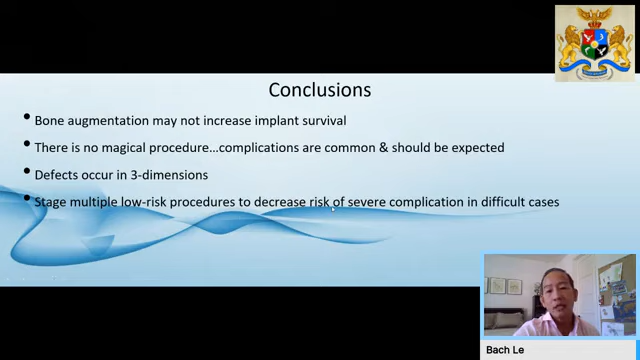 Conclusions
• Bone augmentation may not increase implant survival
• There is no magical procedure...complications are common & should be expected
• Defects occur in 3-dimensions
• Stage multiple low-risk procedures to decrease risk of severe complication in difficult cases
Bach Le